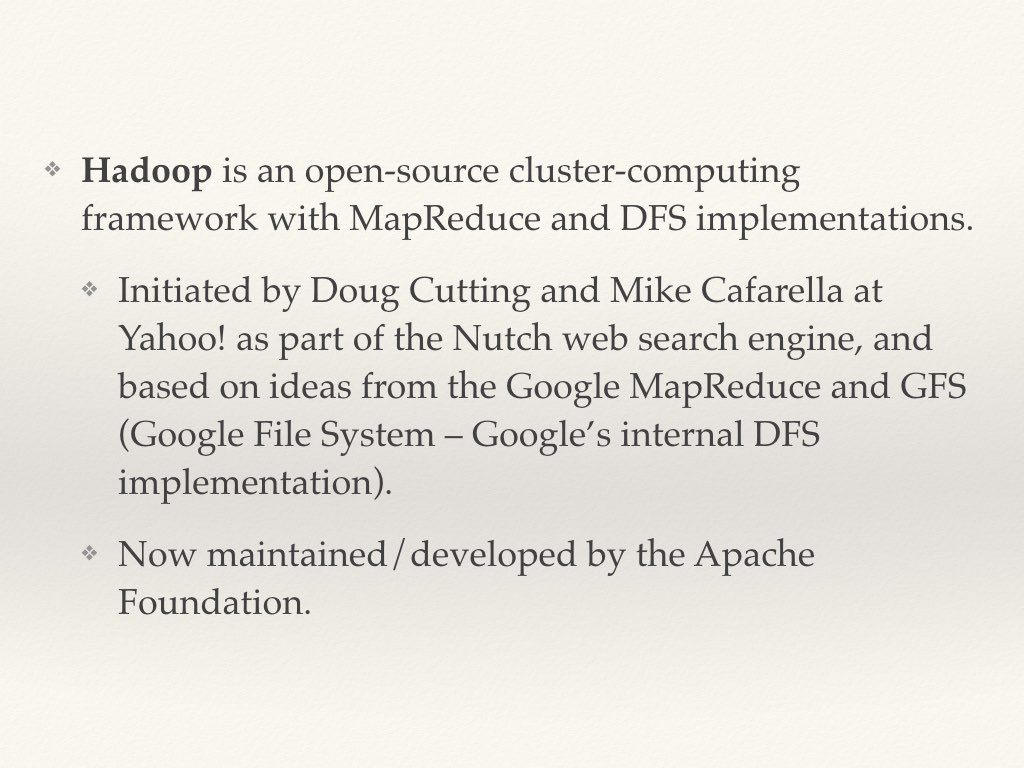 ❖ Hadoop is an open-source cluster-computing
framework with MapReduce and DFS implementations.
❖ Initiated by Doug Cutting and Mike Cafarella at
Yahoo! as part of the Nutch web search engine, and
based on ideas from the Google MapReduce and GFS
(Google File System – Google’s internal DFS
implementation).
❖ Now maintained/developed by the Apache
Foundation.